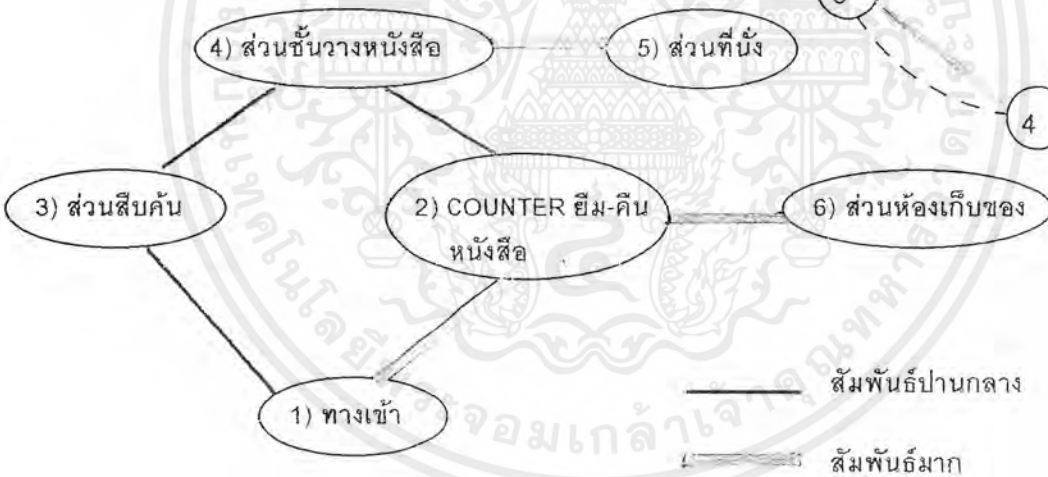 4) ส่วนชั้นวางหนังสือ
5) ส่วนที่นั่ง
4
3) ส่วนสืบค้น
2) COUNTER ยืม-คืน
หนังสือ
6) ส่วนห้องเก็บของ
1) ทางเข้า
สัมพันธ์ปานกลาง
สัมพันธ์มาก